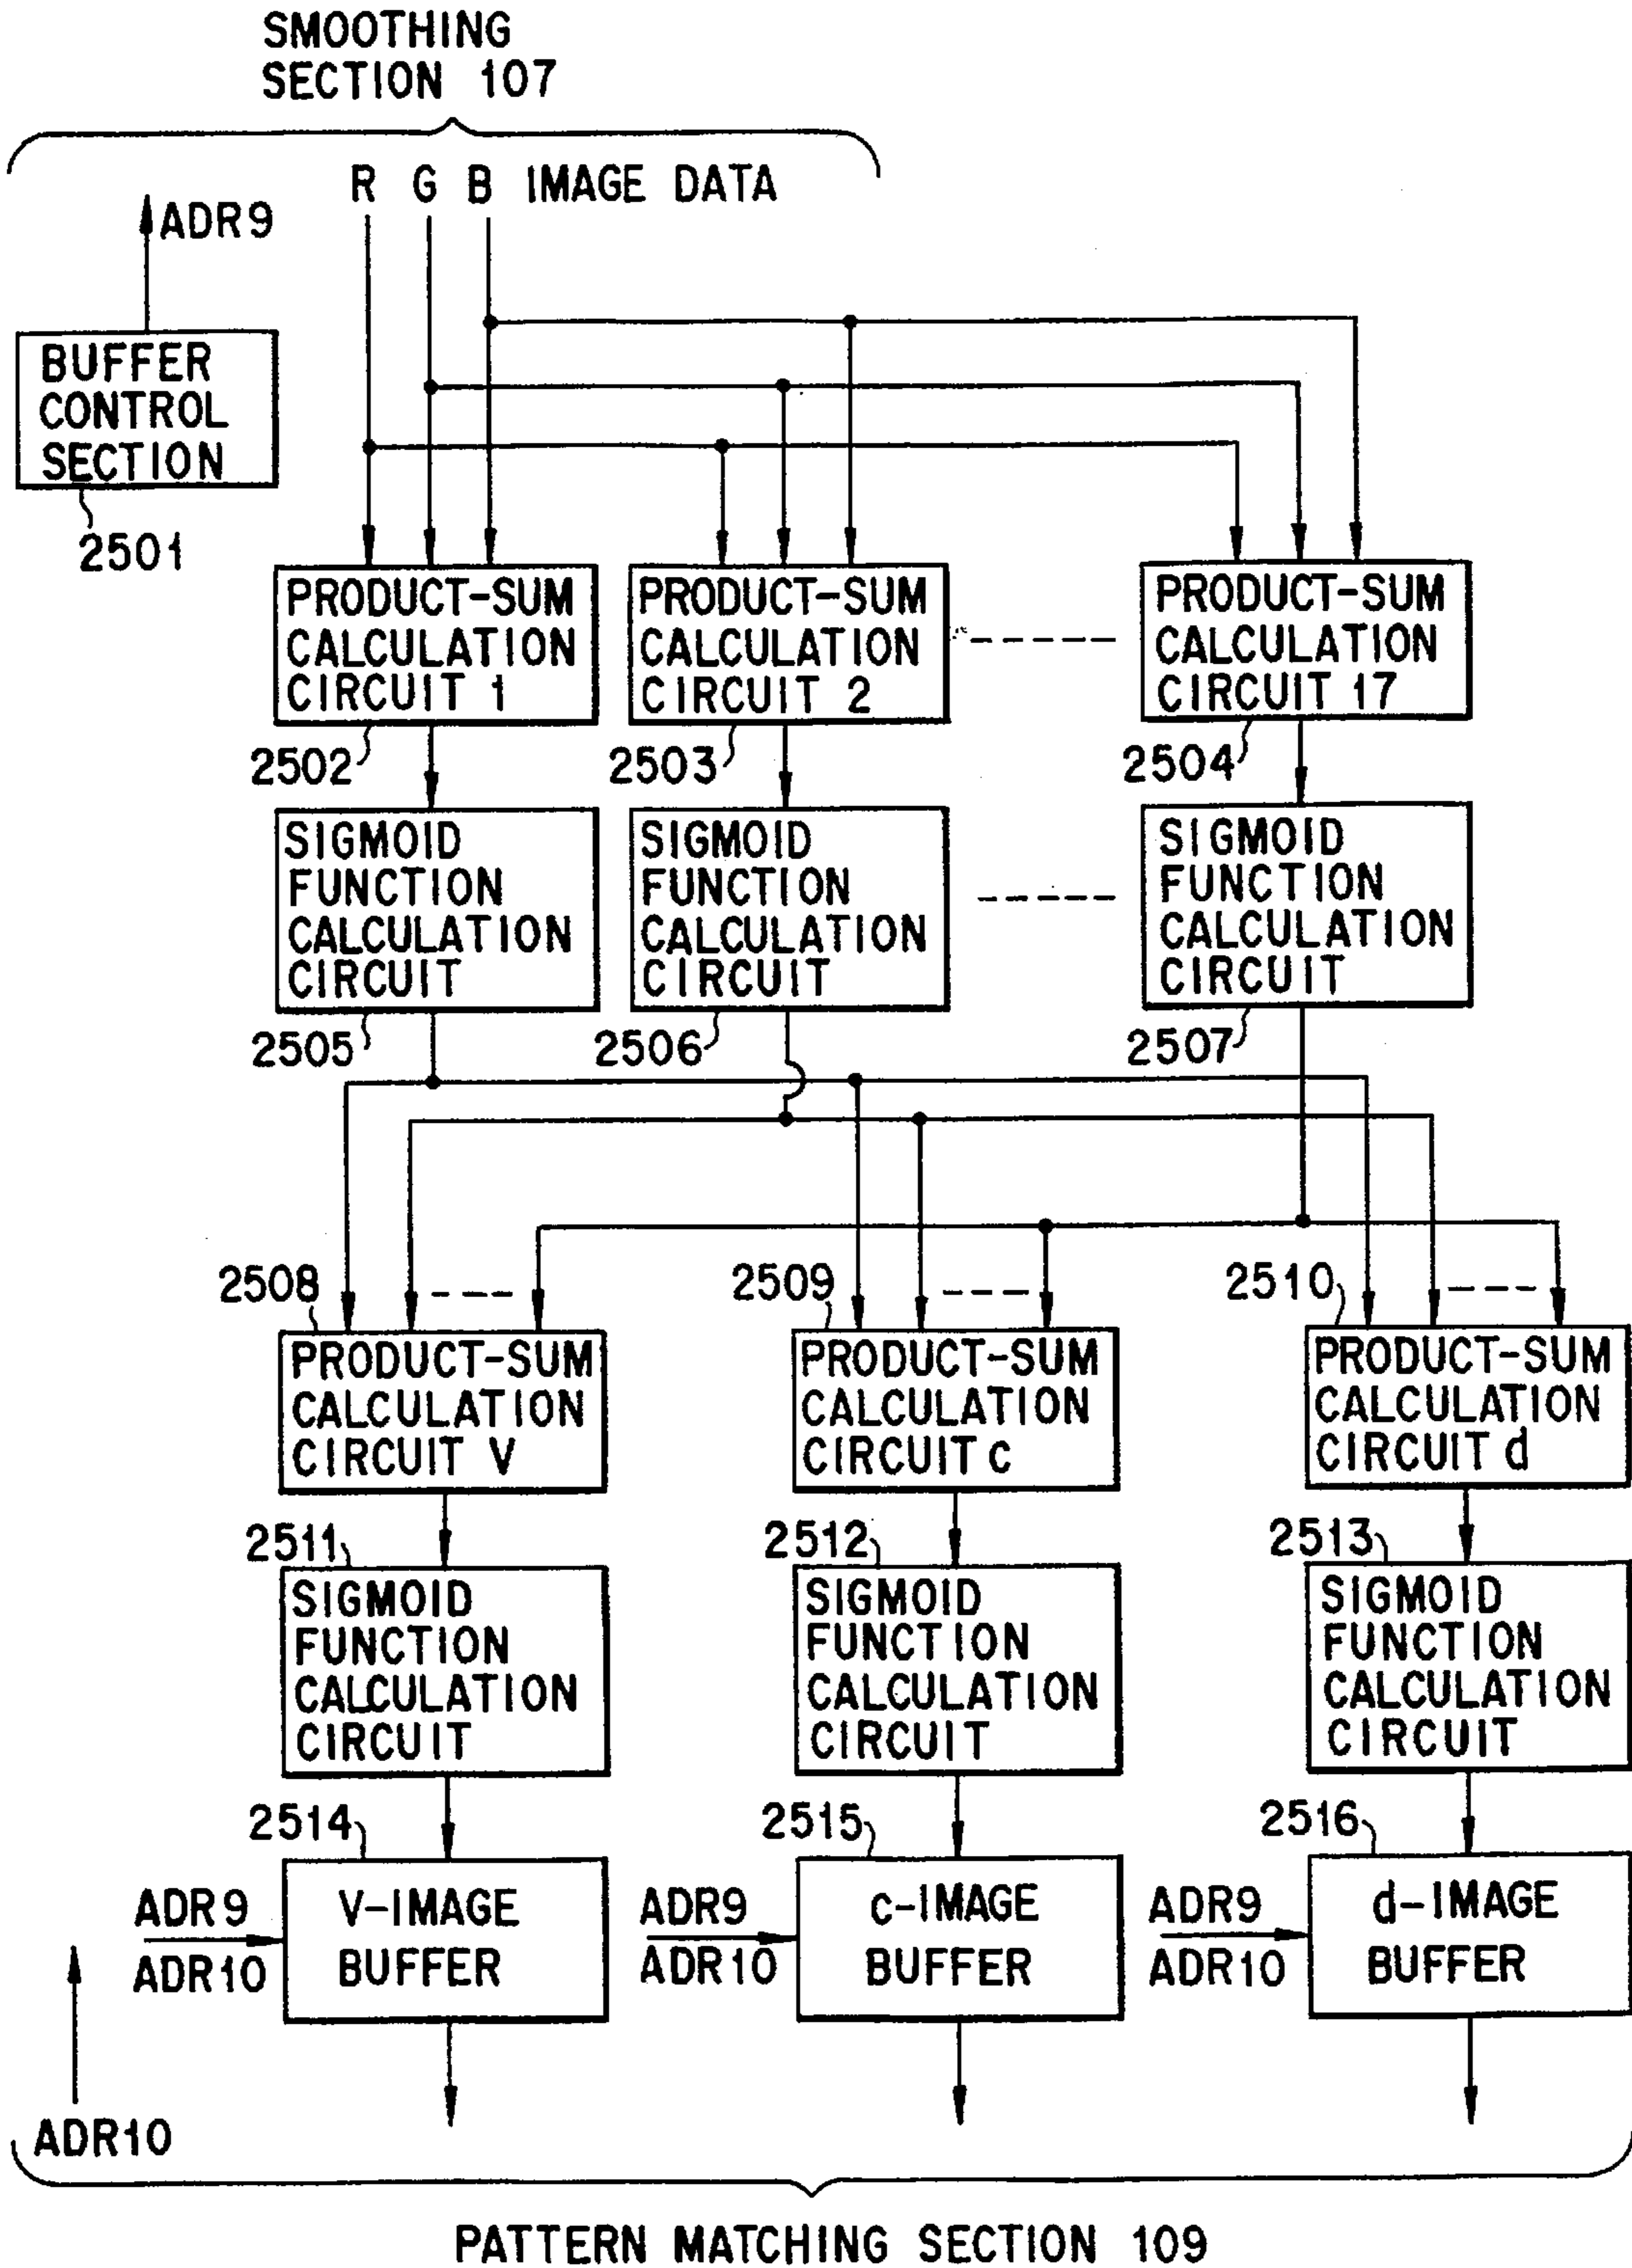 SMOOTHING
SECTION 107
R G B IMAGE DATA
ADR9
BUFFER
CONTROL
SECTION
2501
PRODUCT-SUM
CALCULATION
CIRCUIT 1
PRODUCT-SUM
CALCULATION
CIRCUIT 2
PRODUCT-SUM
CALCULATION
CIRCUIT 17
2502
2503
2504
SIGMOID
FUNCTION
CALCULATION
CIRCUIT
SIGMOID
FUNCTION
CALCULATION
CIRCUIT
SIGMOID
FUNCTION
CALCULATION
CIRCUIT
2505
2506
2507
2508
2509
2510
PRODUCT-SUM
CALCULATION
CIRCUIT V
PRODUCT-SUM
CALCULATION
CIRCUIT c
PRODUCT-SUM
CALCULATION
CIRCUIT d
2511
2512
2513
SIGMOID
FUNCTION
CALCULATION
CIRCUIT
SIGMOID
FUNCTION
CALCULATION
CIRCUIT
SIGMOID
FUNCTION
CALCULATION
CIRCUIT
2514
2515
2516
ADR9
ADR10
V-IMAGE
BUFFER
ADR9
ADR10
c-IMAGE
BUFFER
ADR9
ADR10
d-IMAGE
BUFFER
ADR10
PATTERN MATCHING SECTION 109